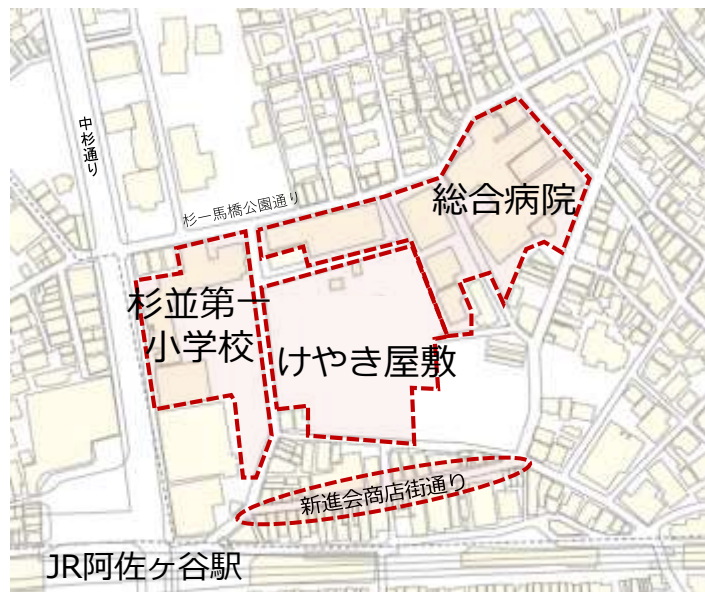 中杉通り
杉一馬橋公園通り
総合病院
杉並第一
小学校
けやき屋敷
新進会商店街通り
JR阿佐ヶ谷駅